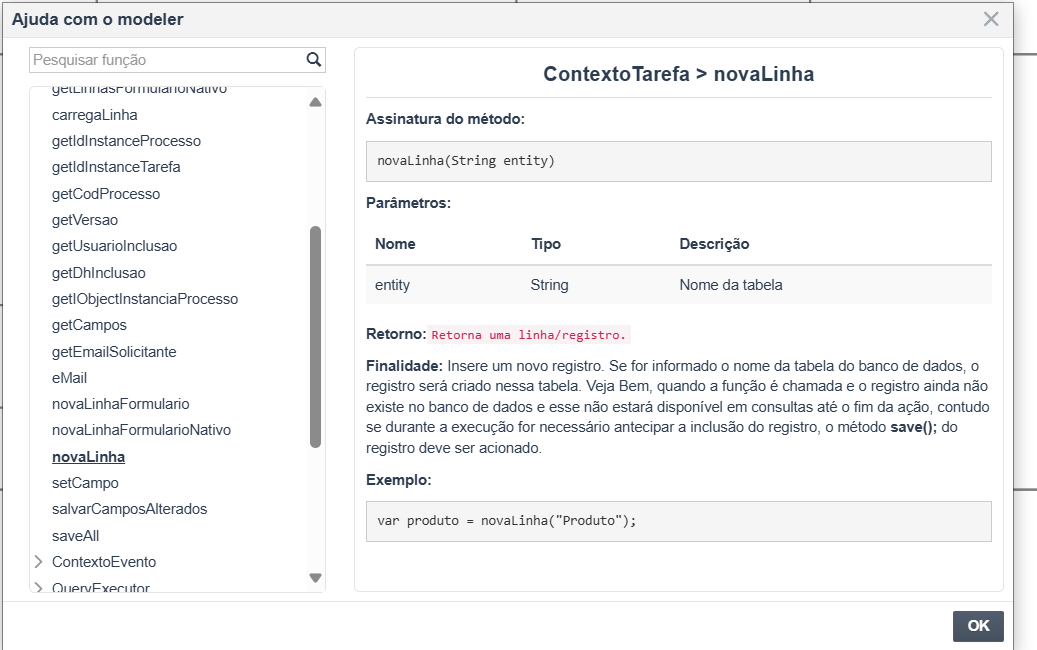 Ajuda com o modeler
Pesquisar função
getLinhasFormularioNativo
carregaLinha
getIdInstanceProcesso
getIdInstanceTarefa
getCodProcesso
getVersao
getUsuarioInclusao
getDhInclusao
getIObjectInstanciaProcesso
getCampos
getEmailSolicitante
eMail
novaLinhaFormulario
novaLinhaFormularioNativo
novaLinha
setCampo
salvarCamposAlterados
saveAll
ContextoEvento
QueryExecutor
ContextoTarefa > novaLinha
Assinatura do método:
novaLinha(String entity)
Parâmetros:
Nome Tipo Descrição
entity String Nome da tabela
Retorno: Retorna uma linha/registro.
Finalidade: Insere um novo registro. Se for informado o nome da tabela do banco de dados, o
registro será criado nessa tabela. Veja Bem, quando a função é chamada e o registro ainda não
existe no banco de dados e esse não estará disponível em consultas até o fim da ação, contudo
se durante a execução for necessário antecipar a inclusão do registro, o método save(); do
registro deve ser acionado.
Exemplo:
var produto = novaLinha("Produto");
OK